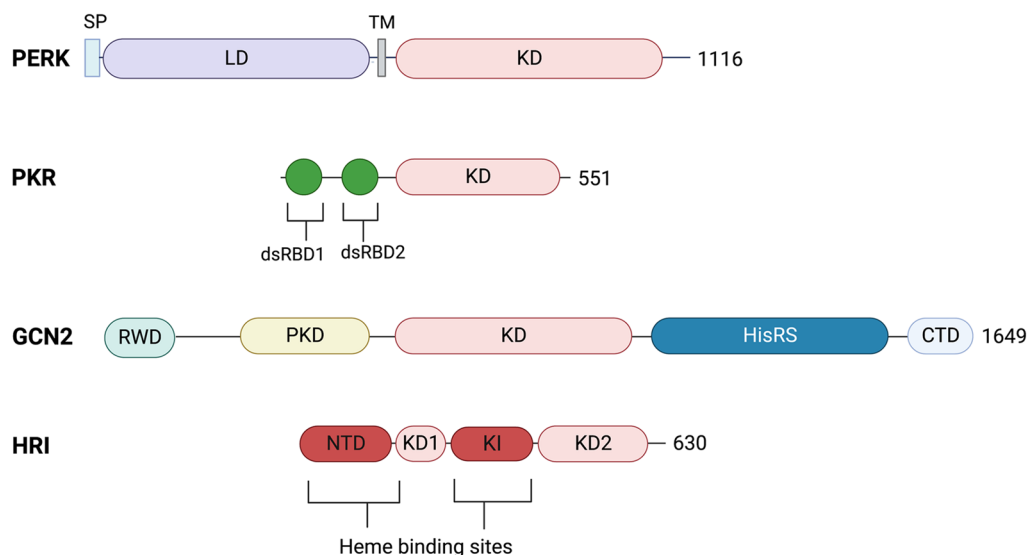 SP TM
PERK LD KD 1116
PKR KD 551
dsRBD1 dsRBD2
GCN2 RWD PKD KD HisRS CTD 1649
HRI NTD KD1 KI KD2 630
Heme binding sites